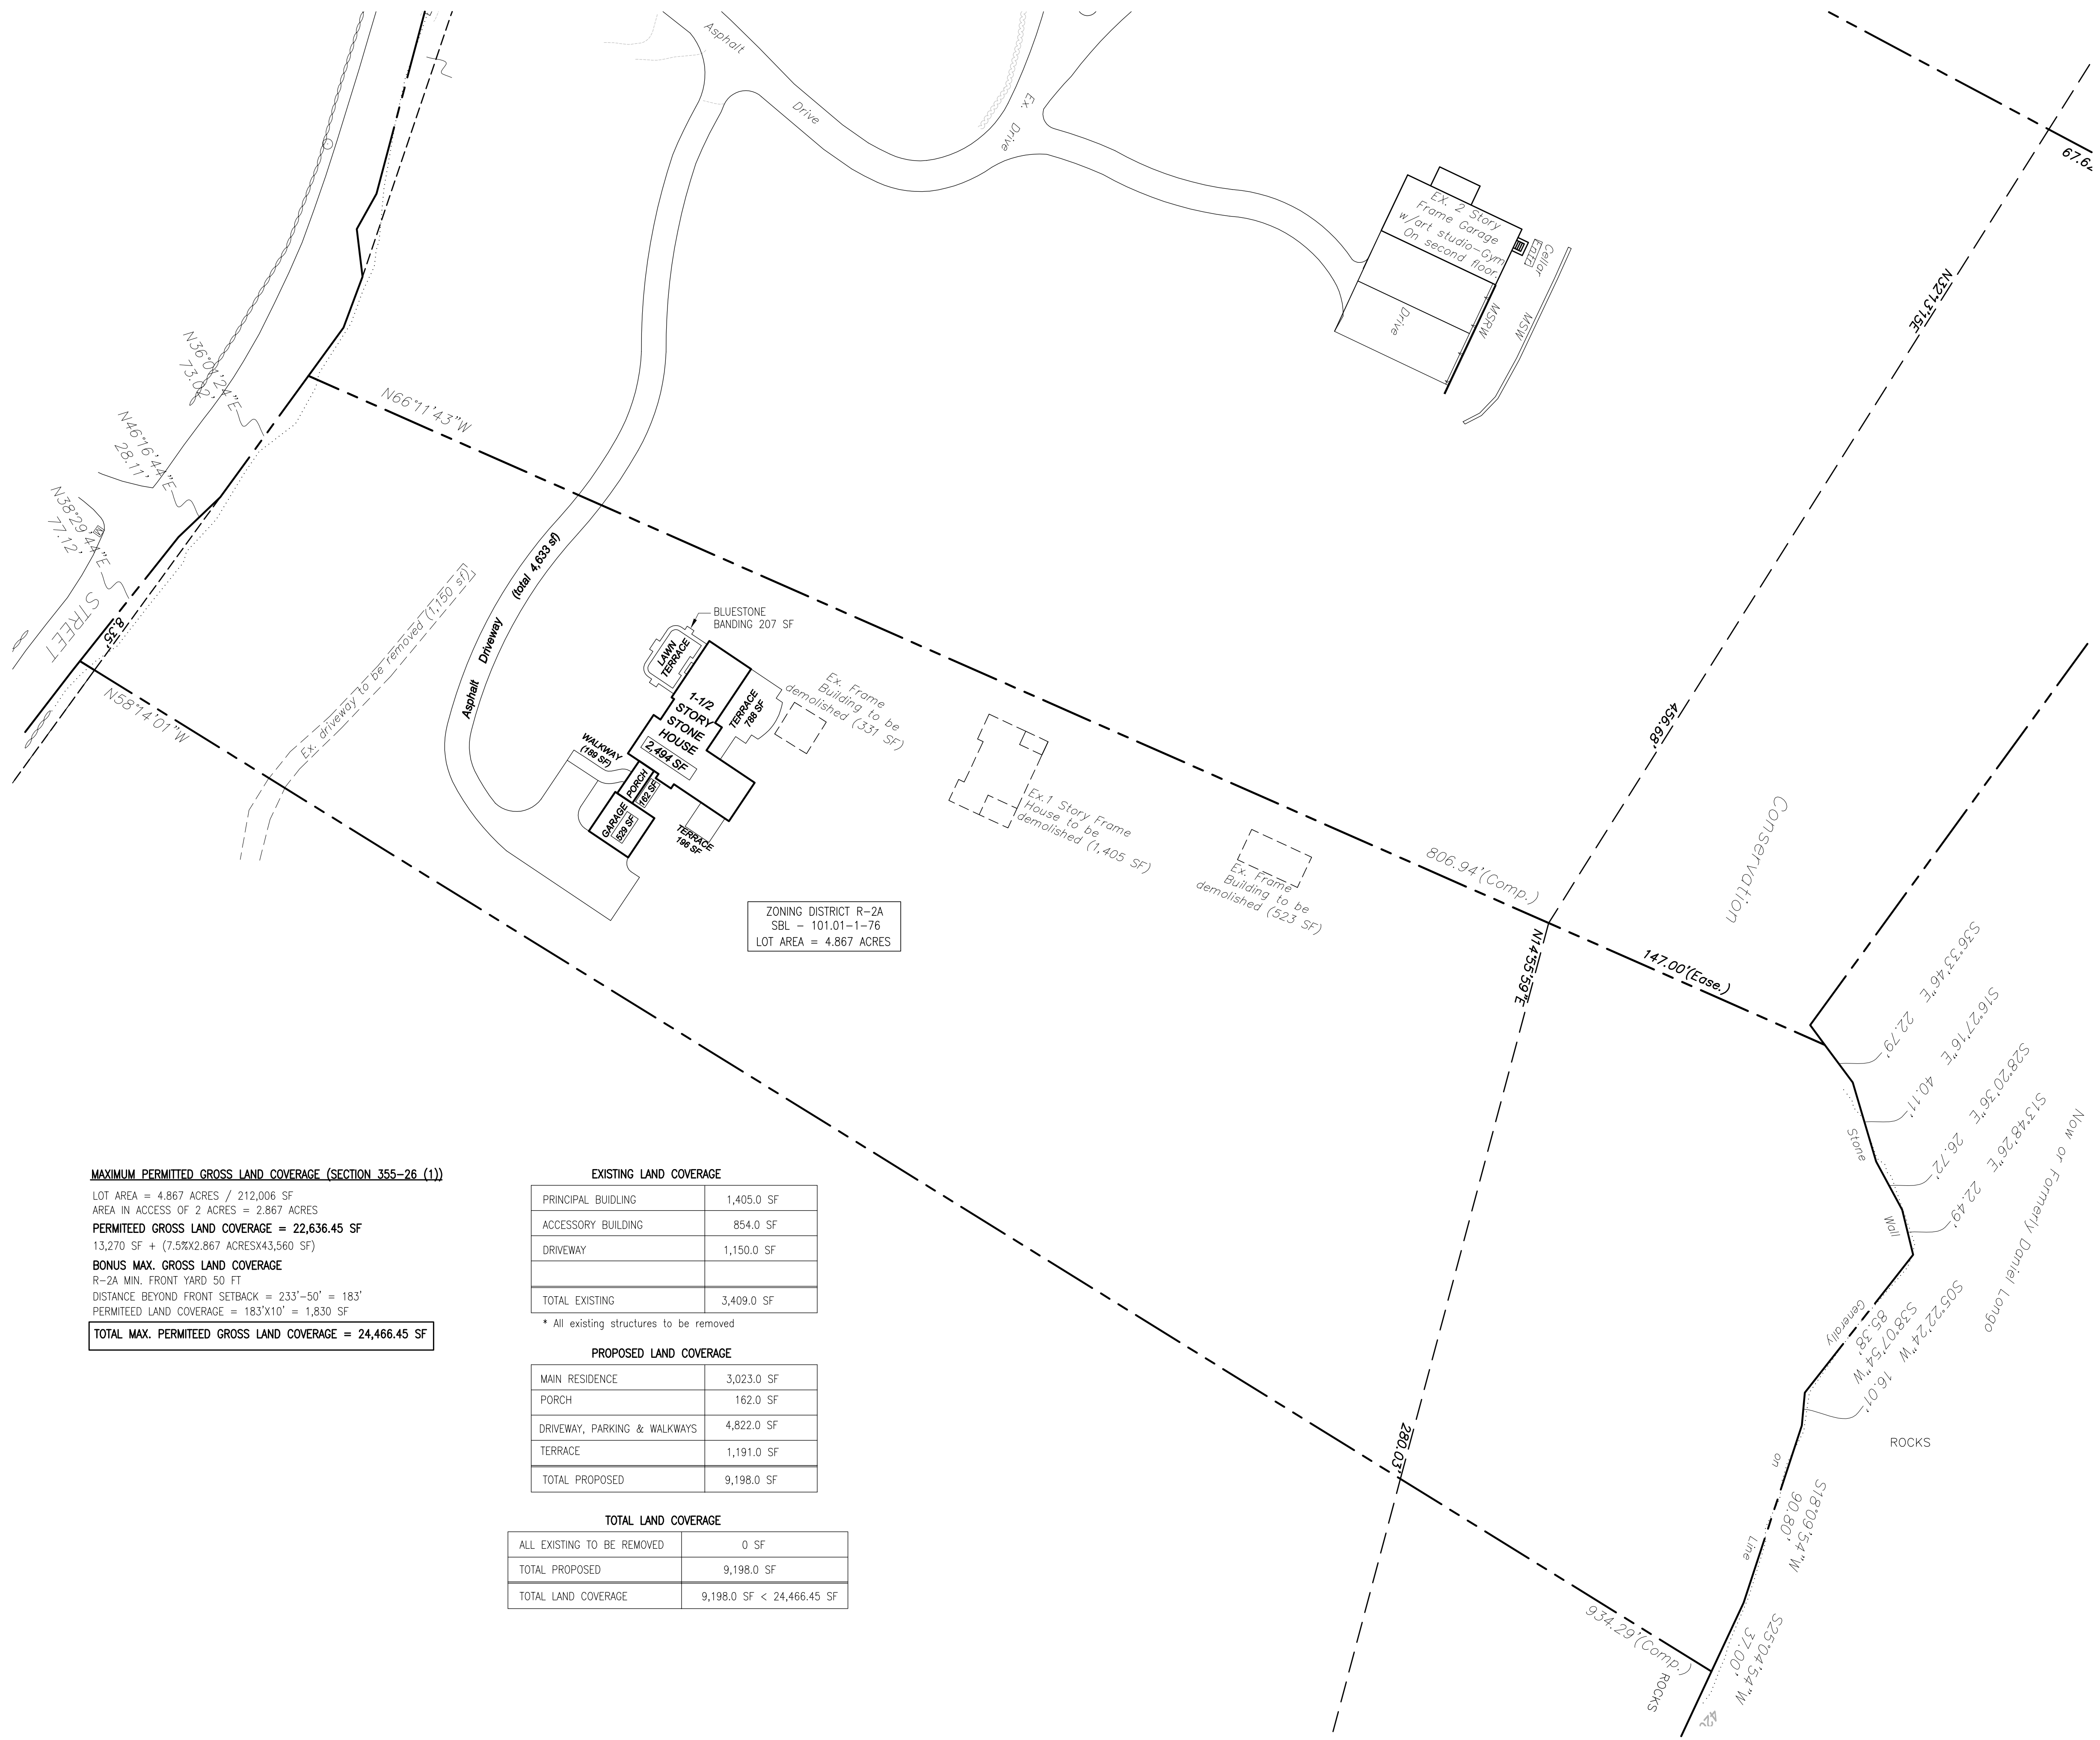 Asphalt
Drive
Ex. Drive
EX. 2 Story
Frame Garage
w/art studio-Gym
On second floor.
Cellar
Entr.
Drive
MSRW
MSW
67.64
N32°13'15E
456.68'
N36°01'24"E
73.02'
N46°16'44"E
28.11'
N38°29'44"E
77.12'
STREET
8.35'
N66°11'43"W
N58°14'01"W
Ex. driveway to be removed (1,150 sf)
Asphalt Driveway (total 4,633 sf)
BLUESTONE
BANDING 207 SF
LAWN
TERRACE
1-1/2
STORY
STONE
HOUSE
2,494 SF
TERRACE
788 SF
WALKWAY
(189 SF)
PORCH
162 SF
GARAGE
529 SF
TERRACE
196 SF
Ex. Frame
Building to be
demolished (331 SF)
Ex.1 Story Frame
House to be
demolished (1,405 SF)
Ex. Frame
Building to be
demolished (523 SF)
806.94'(Comp.)
Conservation
N14°55'59"E
147.00'(Ease.)
280.03'
934.29'(Comp.)
S36°33'46"E 22.79'
S16°27'16"E 40.11'
S28°20'36"E 26.72'
S13°48'26"E 22.49'
Now or Formerly Daniel Longo
Stone
Wall
Generally
on
Line
S05°22'24"W 16.01'
S38°07'54"W
85.38'
ROCKS
S18°09'54"W
90.80'
S25°04'54"W
37.00'
ROCKS
ZONING DISTRICT R-2A
SBL - 101.01-1-76
LOT AREA = 4.867 ACRES
MAXIMUM PERMITTED GROSS LAND COVERAGE (SECTION 355-26 (1))
LOT AREA = 4.867 ACRES / 212,006 SF
AREA IN ACCESS OF 2 ACRES = 2.867 ACRES
PERMITEED GROSS LAND COVERAGE = 22,636.45 SF
13,270 SF + (7.5%X2.867 ACRESX43,560 SF)
BONUS MAX. GROSS LAND COVERAGE
R-2A MIN. FRONT YARD 50 FT
DISTANCE BEYOND FRONT SETBACK = 233'-50' = 183'
PERMITEED LAND COVERAGE = 183'X10' = 1,830 SF
TOTAL MAX. PERMITEED GROSS LAND COVERAGE = 24,466.45 SF
EXISTING LAND COVERAGE
PRINCIPAL BUIDLING 1,405.0 SF
ACCESSORY BUILDING 854.0 SF
DRIVEWAY 1,150.0 SF
TOTAL EXISTING 3,409.0 SF
* All existing structures to be removed
PROPOSED LAND COVERAGE
MAIN RESIDENCE 3,023.0 SF
PORCH 162.0 SF
DRIVEWAY, PARKING & WALKWAYS 4,822.0 SF
TERRACE 1,191.0 SF
TOTAL PROPOSED 9,198.0 SF
TOTAL LAND COVERAGE
ALL EXISTING TO BE REMOVED 0 SF
TOTAL PROPOSED 9,198.0 SF
TOTAL LAND COVERAGE 9,198.0 SF < 24,466.45 SF